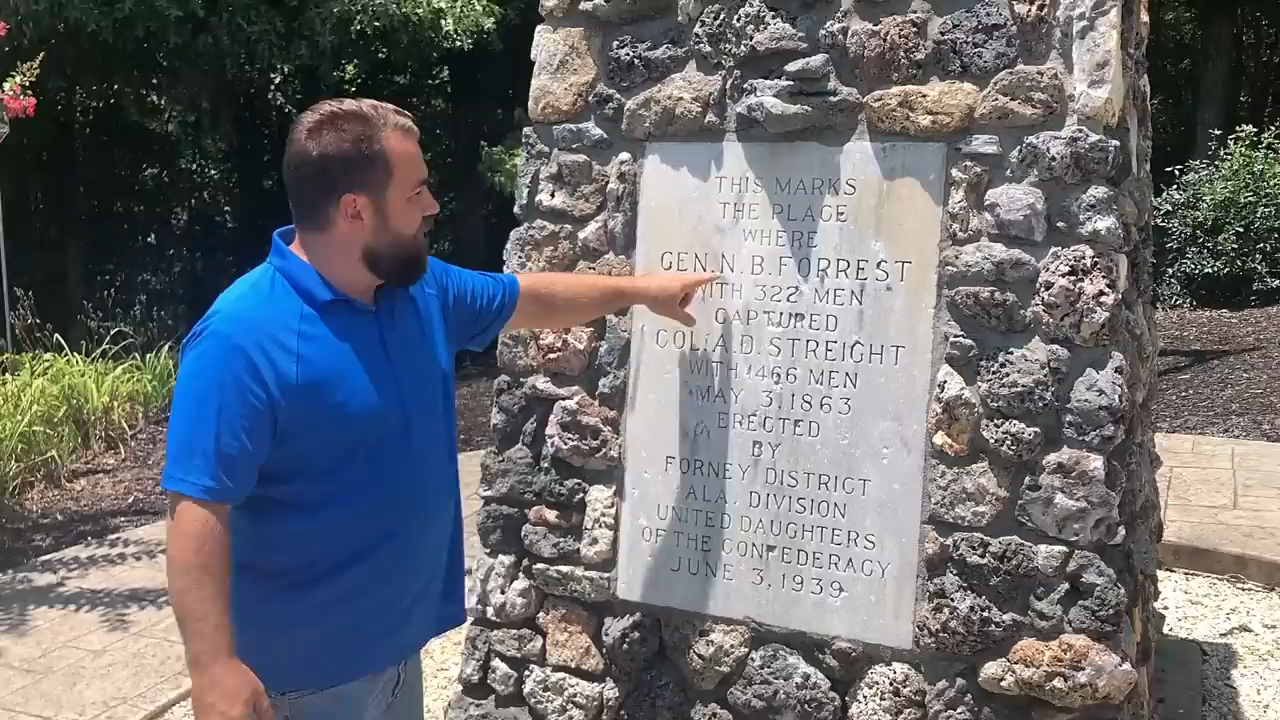 THIS MARKS
THE PLACE
WHERE
GEN. N. B. FORREST
WITH 322 MEN
CAPTURED
COL. A. D. STREIGHT
WITH 1466 MEN
MAY 3, 1863
ERECTED
BY
FORNEY DISTRICT
ALA. DIVISION
UNITED DAUGHTERS
OF THE CONFEDERACY
JUNE 3, 1939